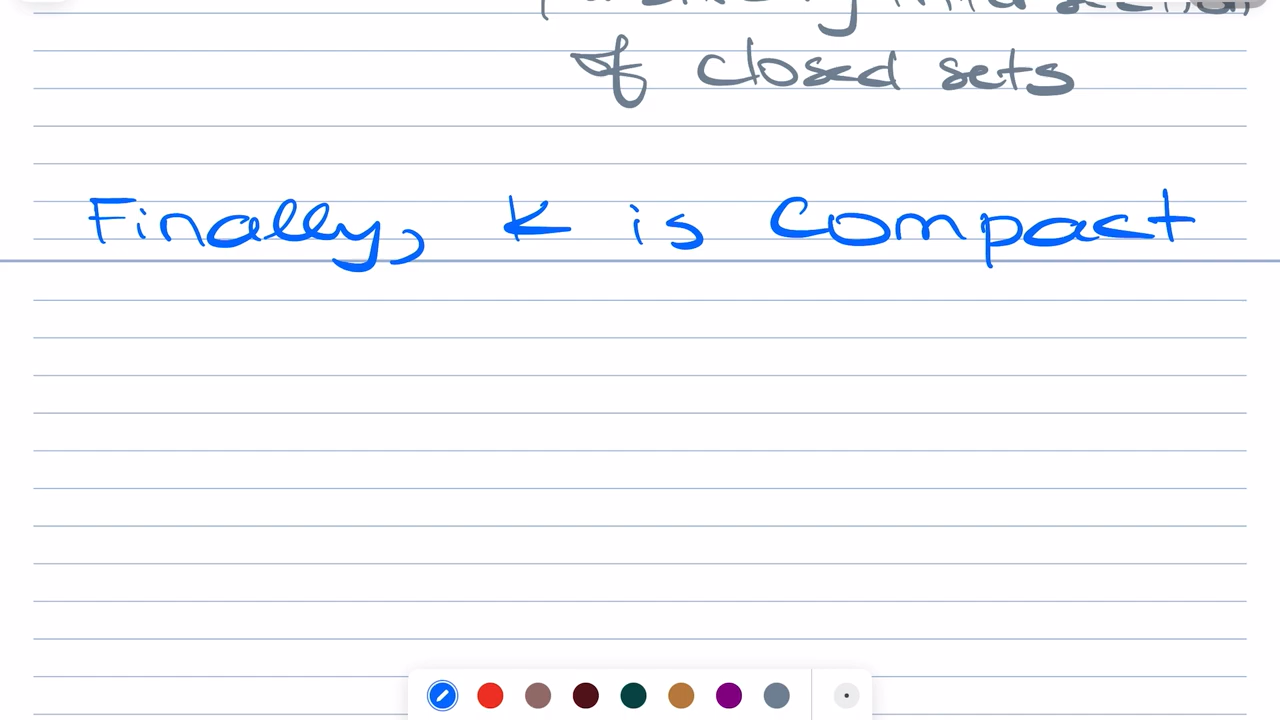 of closed sets
Finally, K is compact